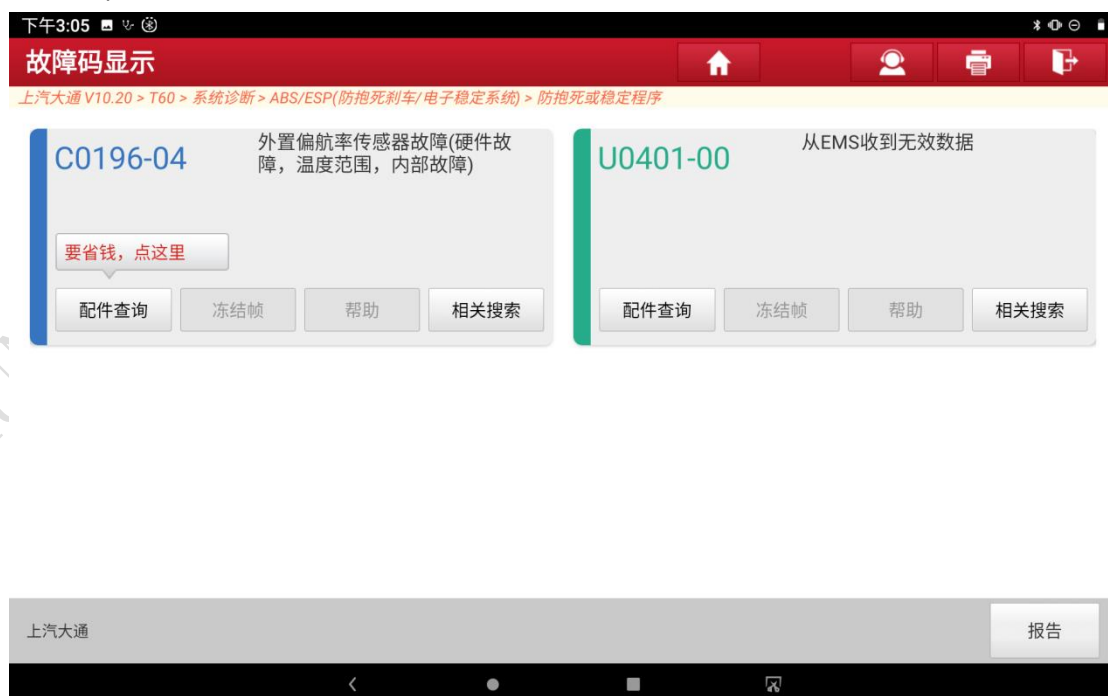 下午3:05
故障码显示
上汽大通 V10.20 > T60 > 系统诊断 > ABS/ESP(防抱死刹车/电子稳定系统) > 防抱死或稳定程序
C0196-04
外置偏航率传感器故障(硬件故
障，温度范围，内部故障)
要省钱，点这里
配件查询 冻结帧 帮助 相关搜索
U0401-00
从EMS收到无效数据
配件查询 冻结帧 帮助 相关搜索
上汽大通
报告